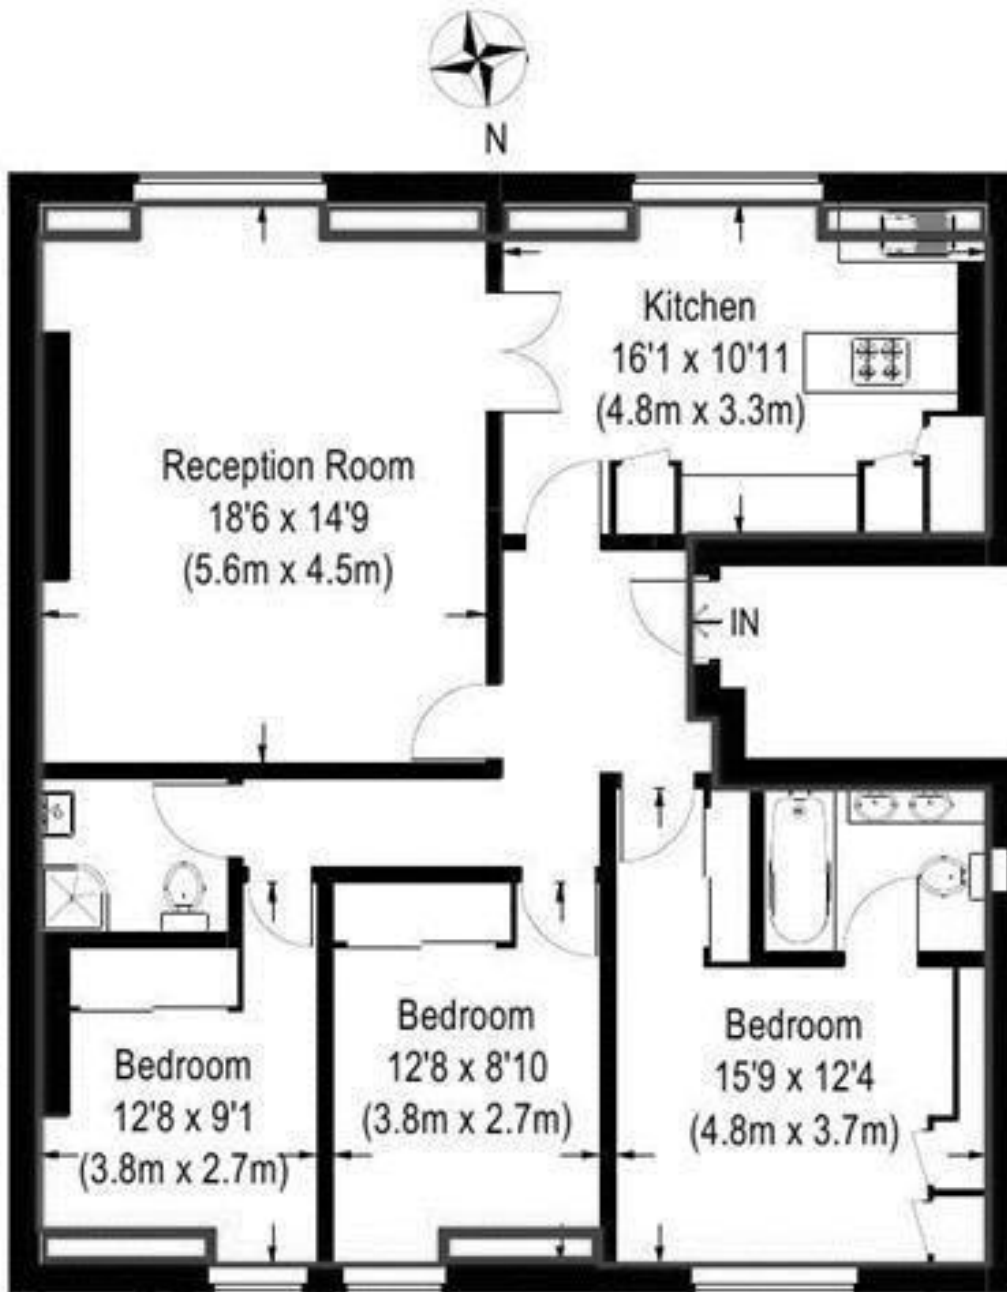 N
Kitchen
16'1 x 10'11
(4.8m x 3.3m)
Reception Room
18'6 x 14'9
(5.6m x 4.5m)
IN
Bedroom
12'8 x 9'1
(3.8m x 2.7m)
Bedroom
12'8 x 8'10
(3.8m x 2.7m)
Bedroom
15'9 x 12'4
(4.8m x 3.7m)